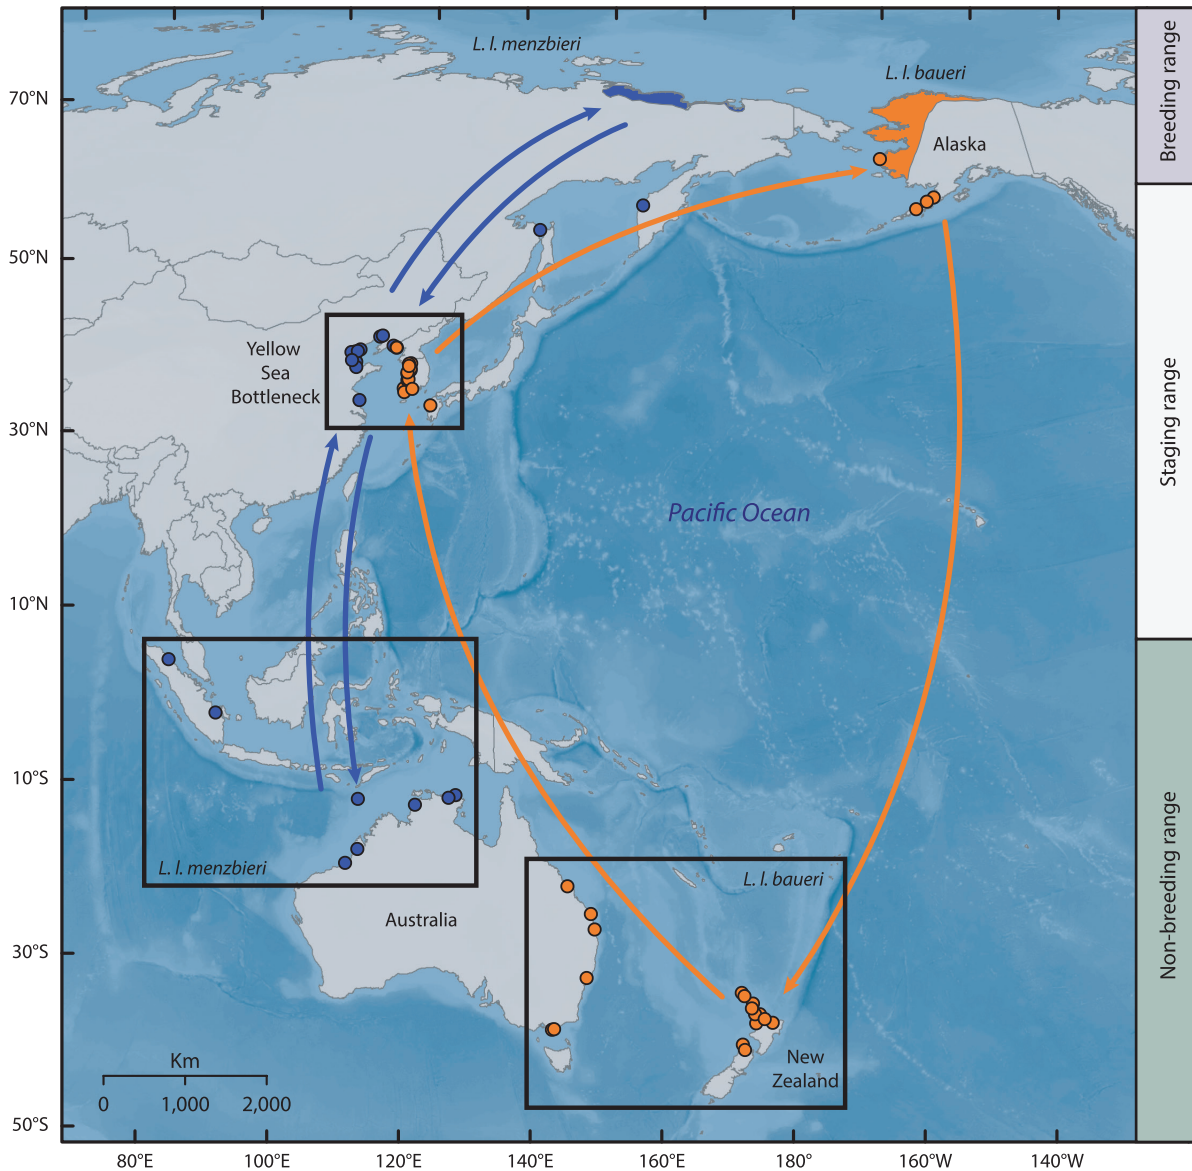 L. l. menzbieri
L. l. baueri
Breeding range
70°N
Alaska
50°N
Yellow
Sea
Bottleneck
Staging range
30°N
Pacific Ocean
10°N
10°S
L. l. menzbieri
L. l. baueri
Non-breeding range
Australia
30°S
Km
0 1,000 2,000
New
Zealand
50°S
80°E 100°E 120°E 140°E 160°E 180° 160°W 140°W